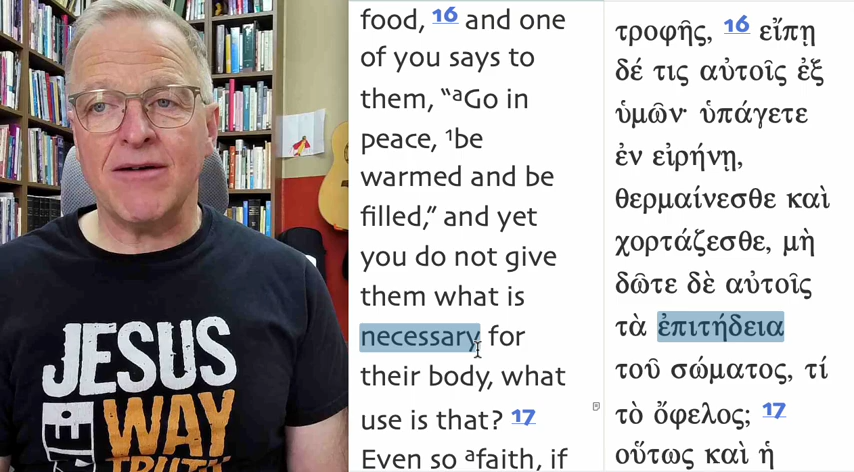 JESUS
THE
WAY
TRUTH
food, 16 and one
of you says to
them, “ᵃGo in
peace, ¹be
warmed and be
filled,” and yet
you do not give
them what is
necessary for
their body, what
use is that? 17
Even so ᵃfaith, if
τροφῆς, 16 εἴπῃ
δέ τις αὐτοῖς ἐξ
ὑμῶν· ὑπάγετε
ἐν εἰρήνῃ,
θερμαίνεσθε καὶ
χορτάζεσθε, μὴ
δῶτε δὲ αὐτοῖς
τὰ ἐπιτήδεια
τοῦ σώματος, τί
τὸ ὄφελος; 17
οὕτως καὶ ἡ